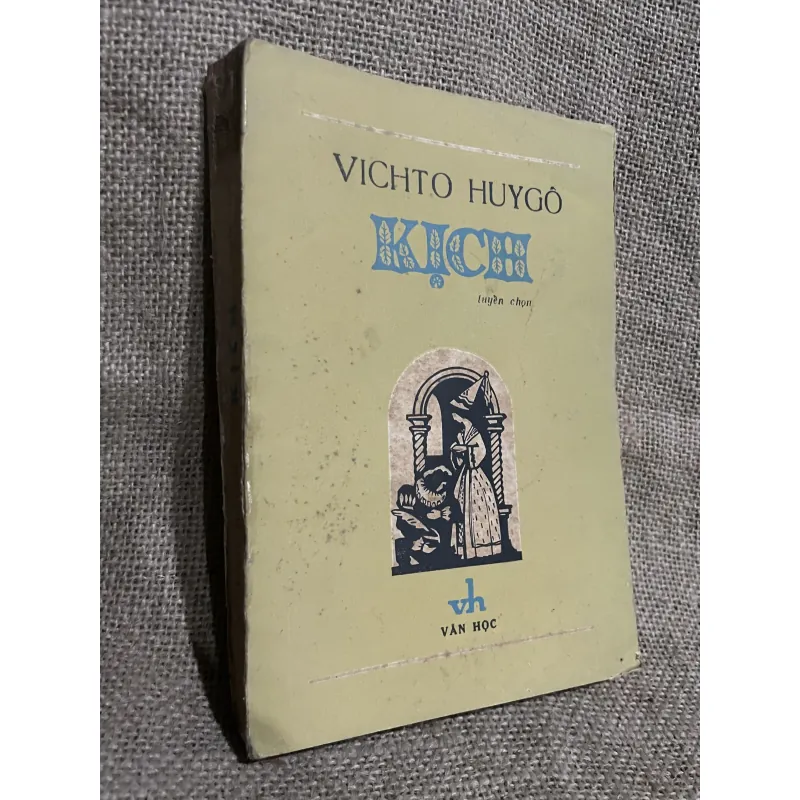 VICHTO HUYGÔ
KỊCH
tuyển chọn
vh
VĂN HỌC